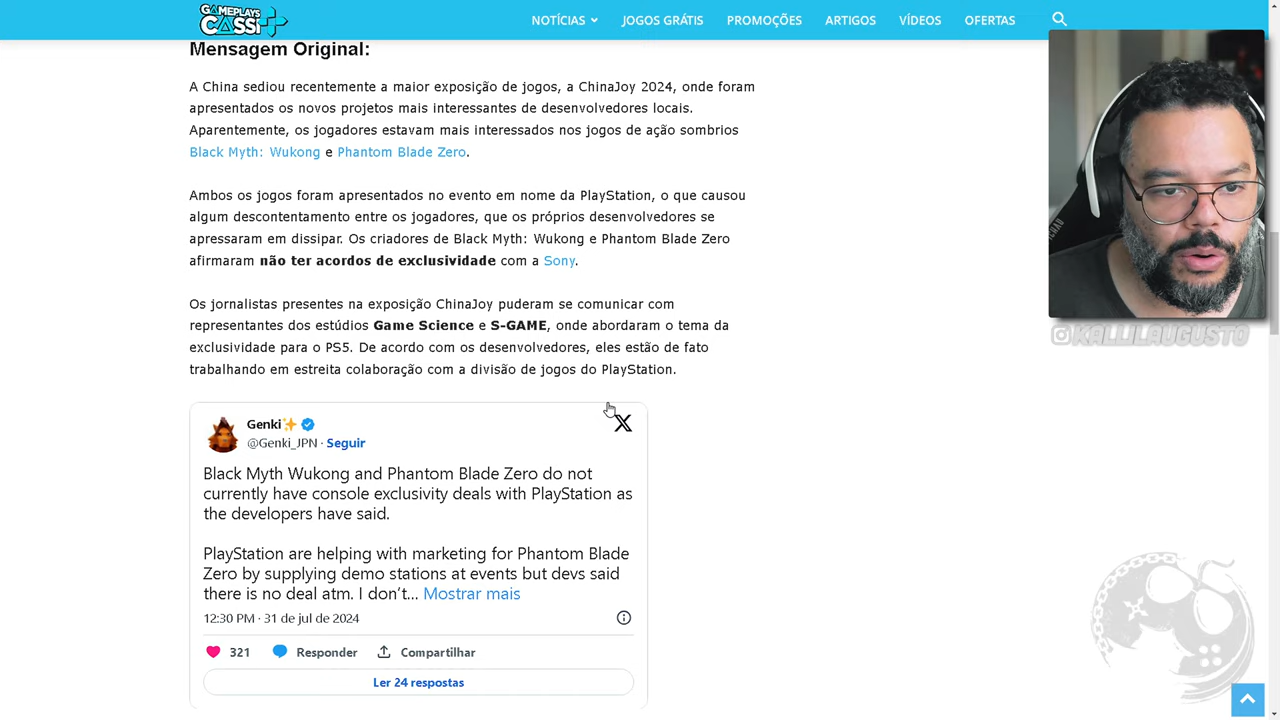 GAMEPLAYS
CASSI
NOTÍCIAS
JOGOS GRÁTIS
PROMOÇÕES
ARTIGOS
VÍDEOS
OFERTAS
Mensagem Original:
A China sediou recentemente a maior exposição de jogos, a ChinaJoy 2024, onde foram
apresentados os novos projetos mais interessantes de desenvolvedores locais.
Aparentemente, os jogadores estavam mais interessados nos jogos de ação sombrios
Black Myth: Wukong e Phantom Blade Zero.
Ambos os jogos foram apresentados no evento em nome da PlayStation, o que causou
algum descontentamento entre os jogadores, que os próprios desenvolvedores se
apressaram em dissipar. Os criadores de Black Myth: Wukong e Phantom Blade Zero
afirmaram não ter acordos de exclusividade com a Sony.
Os jornalistas presentes na exposição ChinaJoy puderam se comunicar com
representantes dos estúdios Game Science e S-GAME, onde abordaram o tema da
exclusividade para o PS5. De acordo com os desenvolvedores, eles estão de fato
trabalhando em estreita colaboração com a divisão de jogos do PlayStation.
Genki✨
@Genki_JPN · Seguir
Black Myth Wukong and Phantom Blade Zero do not
currently have console exclusivity deals with PlayStation as
the developers have said.
PlayStation are helping with marketing for Phantom Blade
Zero by supplying demo stations at events but devs said
there is no deal atm. I don't... Mostrar mais
12:30 PM · 31 de jul de 2024
321
Responder
Compartilhar
Ler 24 respostas
KALLILAUGUSTO